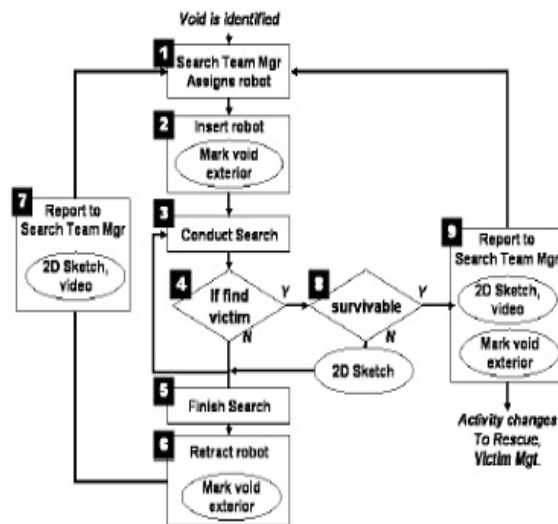 Void is identified
1
Search Team Mgr
Assigns robot
2
Insert robot
Mark void
exterior
3
Conduct Search
4
If find
victim
Y
N
8
survivable
Y
N
2D Sketch
5
Finish Search
6
Retract robot
Mark void
exterior
7
Report to
Search Team Mgr
2D Sketch,
video
9
Report to
Search Team Mgr
2D Sketch,
video
Mark void
exterior
Activity changes
To Rescue,
Victim Mgt.